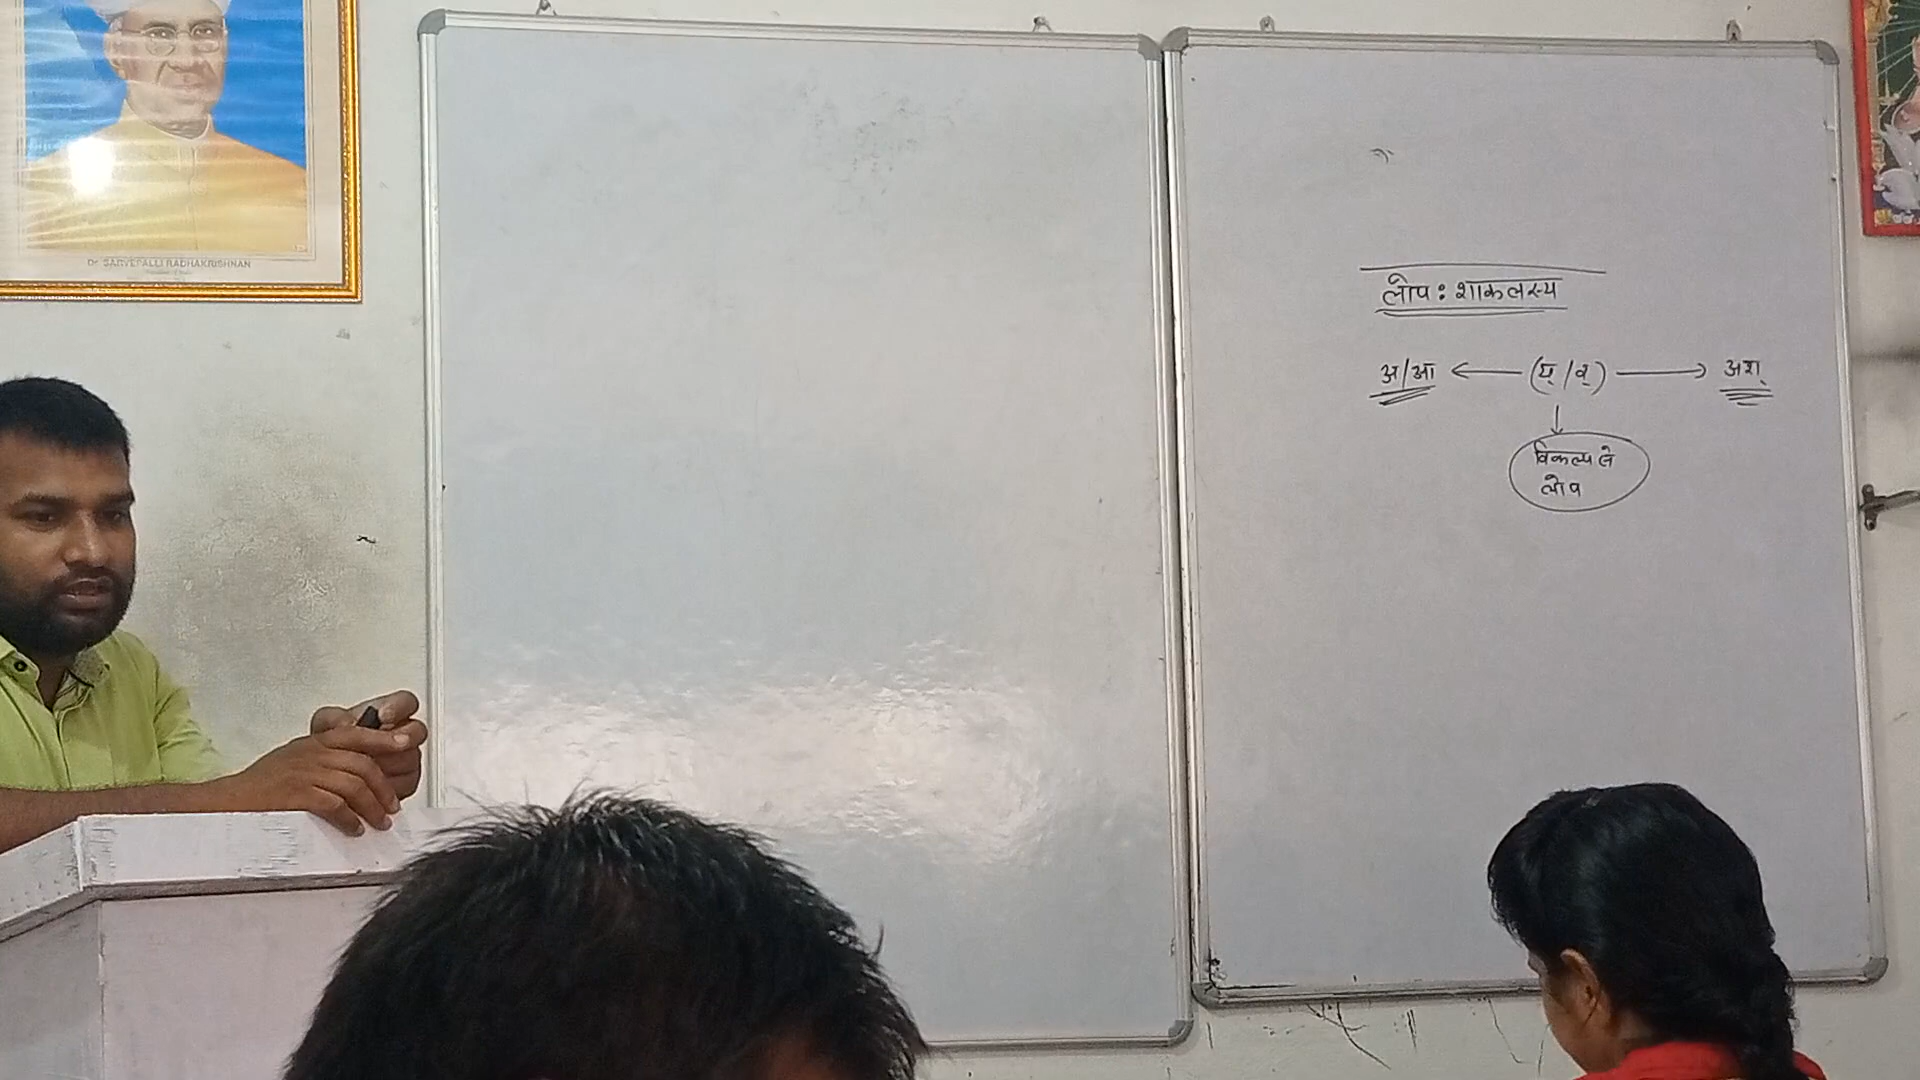 Dr. SARVEPALLI RADHAKRISHNAN
लोप: शाकलस्य
अ/आ ← (य्/व्) → अश्
↓
विकल्प से
लोप